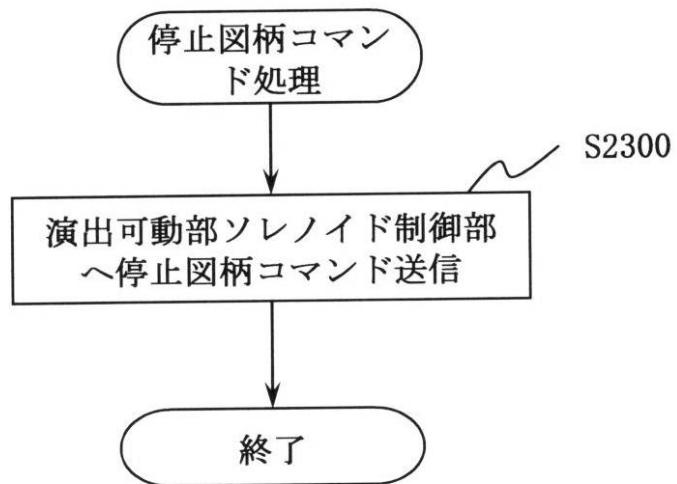 停止図柄コマン
ド処理
S2300
演出可動部ソレノイド制御部
へ停止図柄コマンド送信
終了